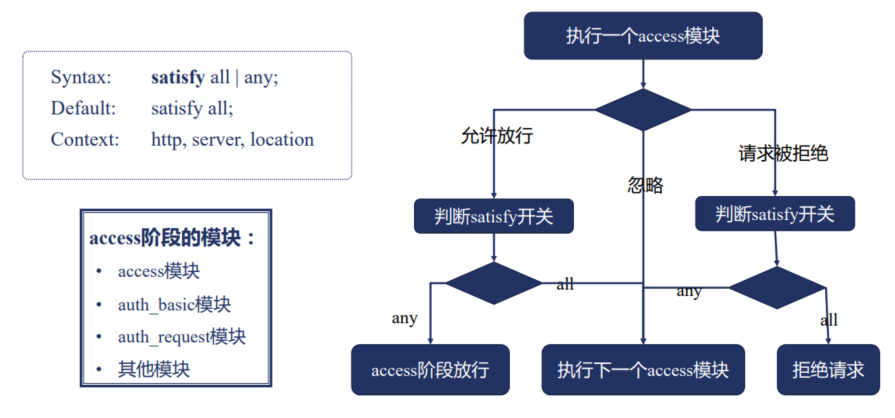 Syntax: satisfy all | any;
Default: satisfy all;
Context: http, server, location
access阶段的模块：
• access模块
• auth_basic模块
• auth_request模块
• 其他模块
执行一个access模块
允许放行
忽略
请求被拒绝
判断satisfy开关
判断satisfy开关
any
all
any
all
access阶段放行
执行下一个access模块
拒绝请求